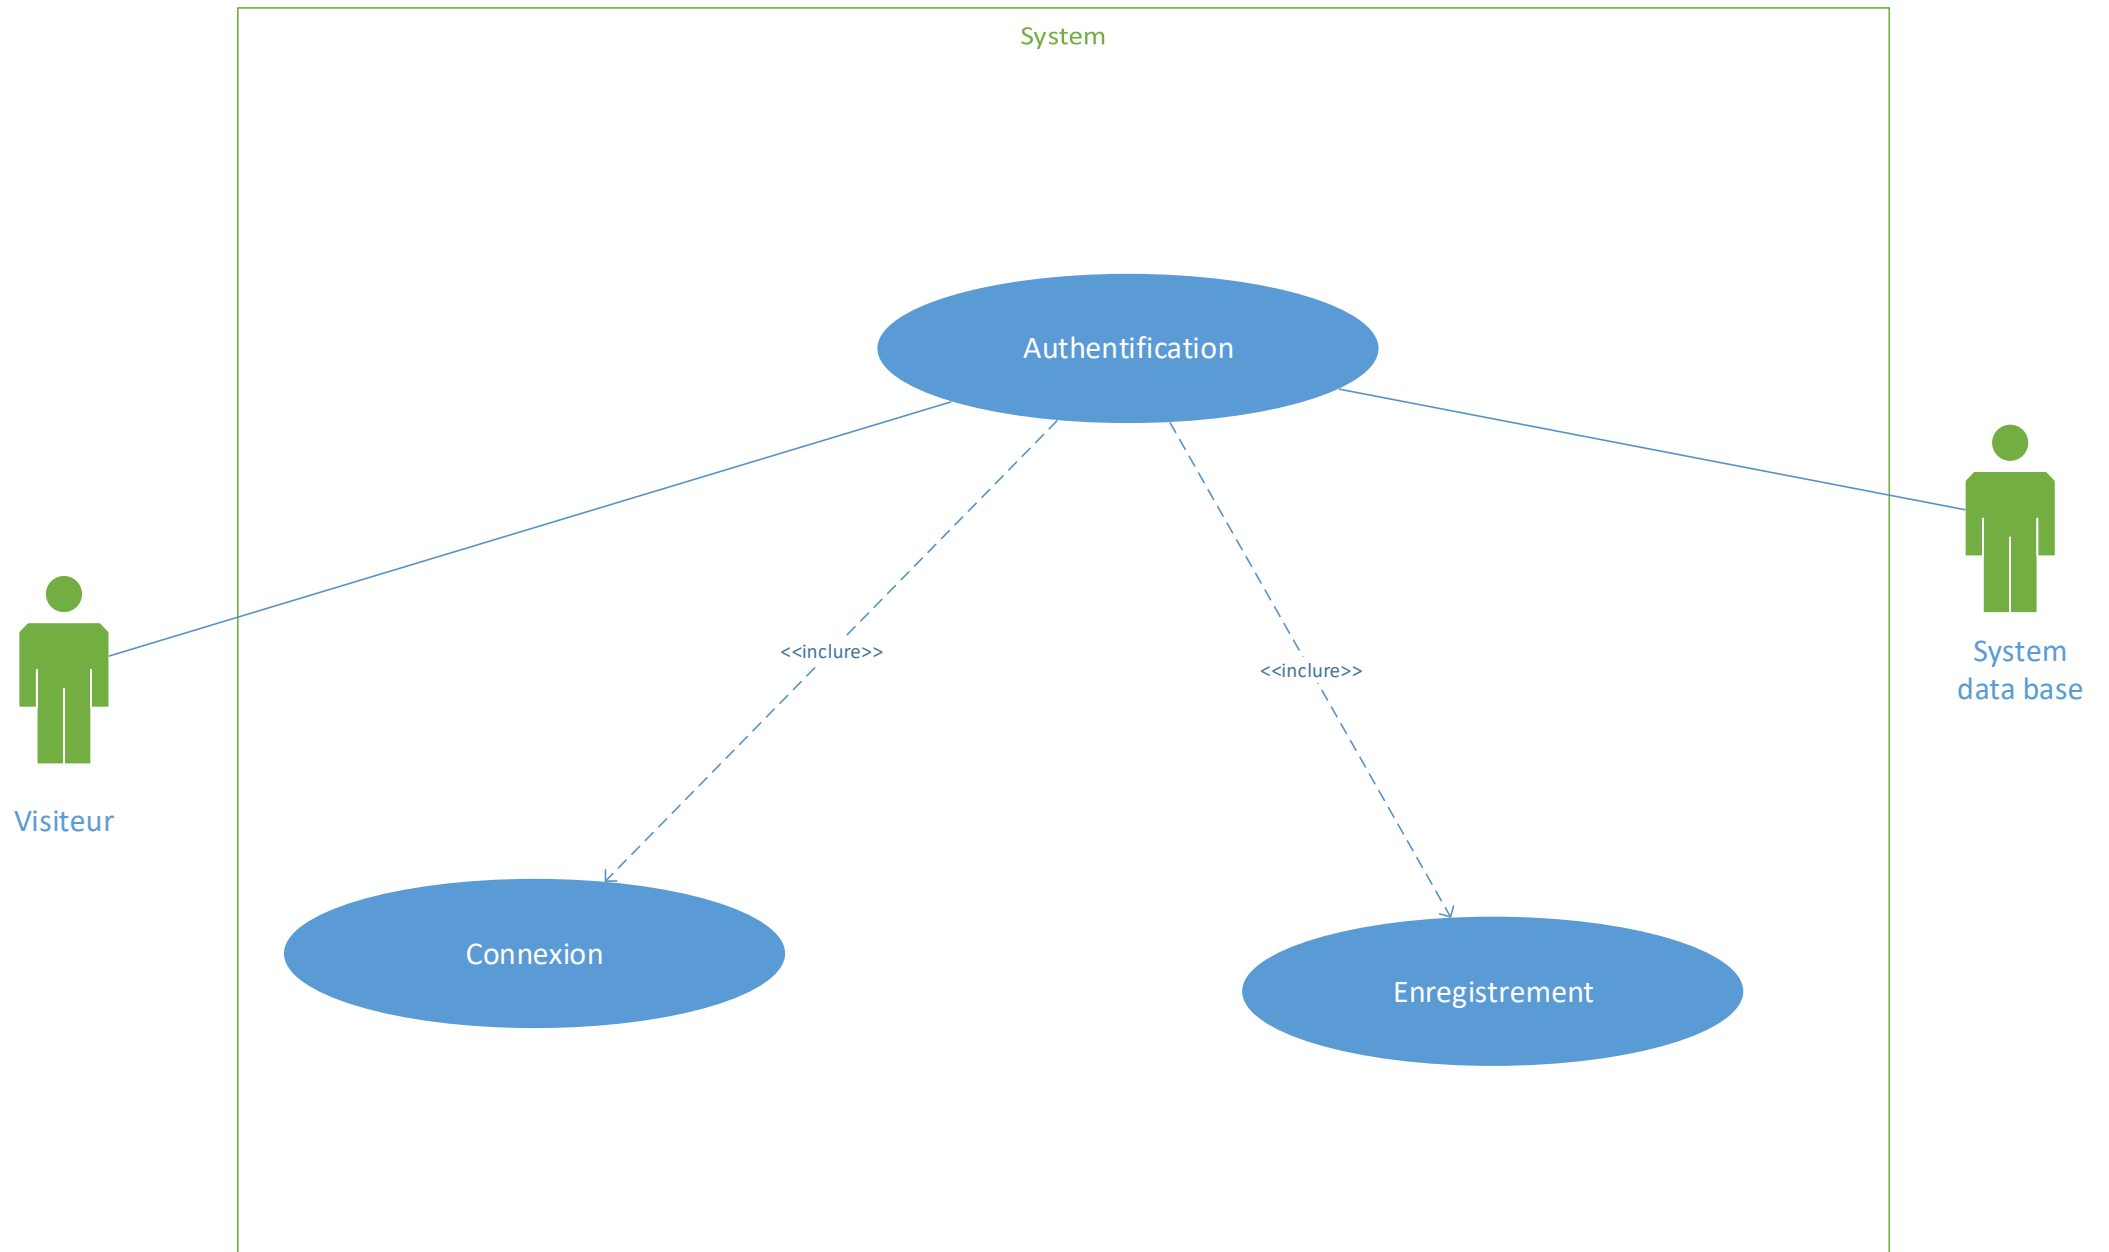 System
Authentification
<<inclure>>
<<inclure>>
System
data base
Visiteur
Connexion
Enregistrement